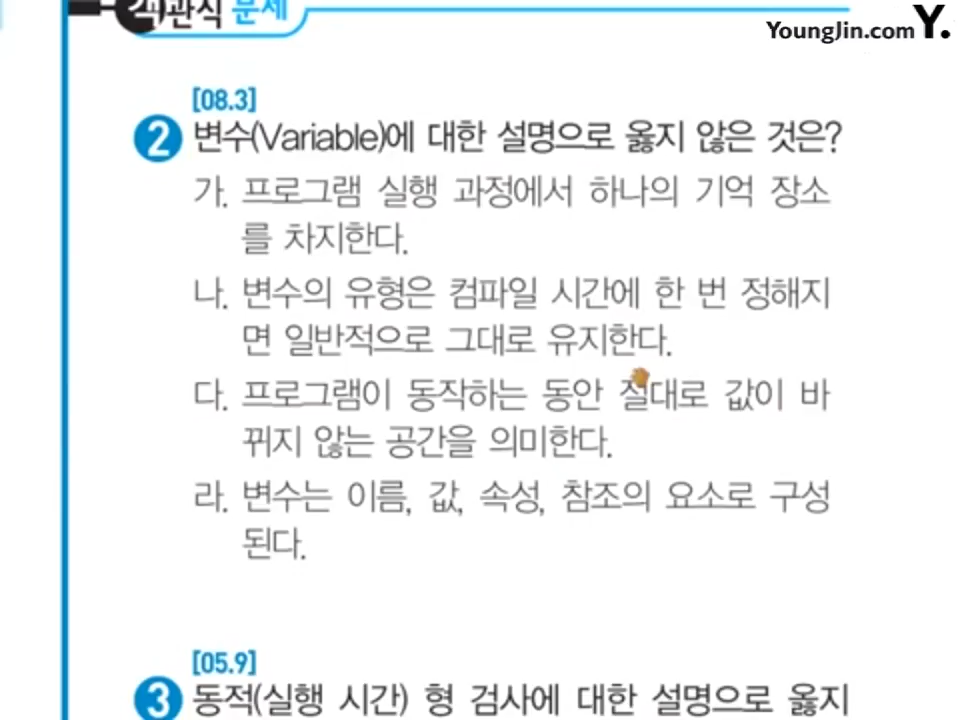 객관식 문제
YoungJin.com Y.
[08.3]
2 변수(Variable)에 대한 설명으로 옳지 않은 것은?
가. 프로그램 실행 과정에서 하나의 기억 장소
를 차지한다.
나. 변수의 유형은 컴파일 시간에 한 번 정해지
면 일반적으로 그대로 유지한다.
다. 프로그램이 동작하는 동안 절대로 값이 바
뀌지 않는 공간을 의미한다.
라. 변수는 이름, 값, 속성, 참조의 요소로 구성
된다.
[05.9]
3 동적(실행 시간) 형 검사에 대한 설명으로 옳지